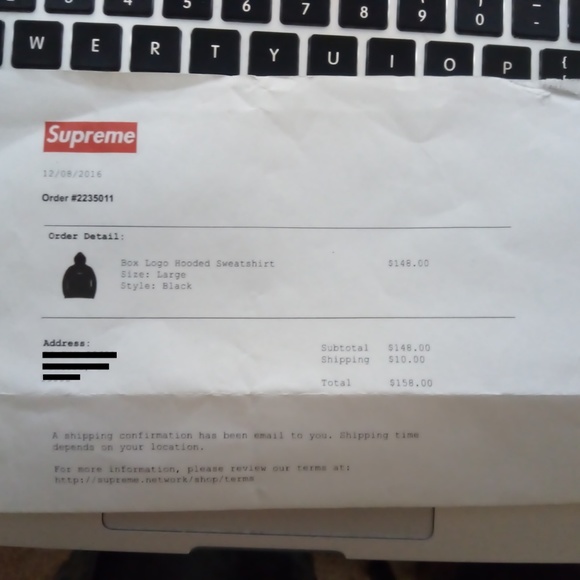 4 5 6 7 8 ( 9 ) 0 _ -
W E R T Y U I O P {
Supreme
12/08/2016
Order #2235011
Order Detail:
Box Logo Hooded Sweatshirt $148.00
Size: Large
Style: Black
Address:
Subtotal $148.00
Shipping $10.00
Total $158.00
A shipping confirmation has been email to you. Shipping time
depends on your location.
For more information, please review our terms at:
http://supreme.network/shop/terms